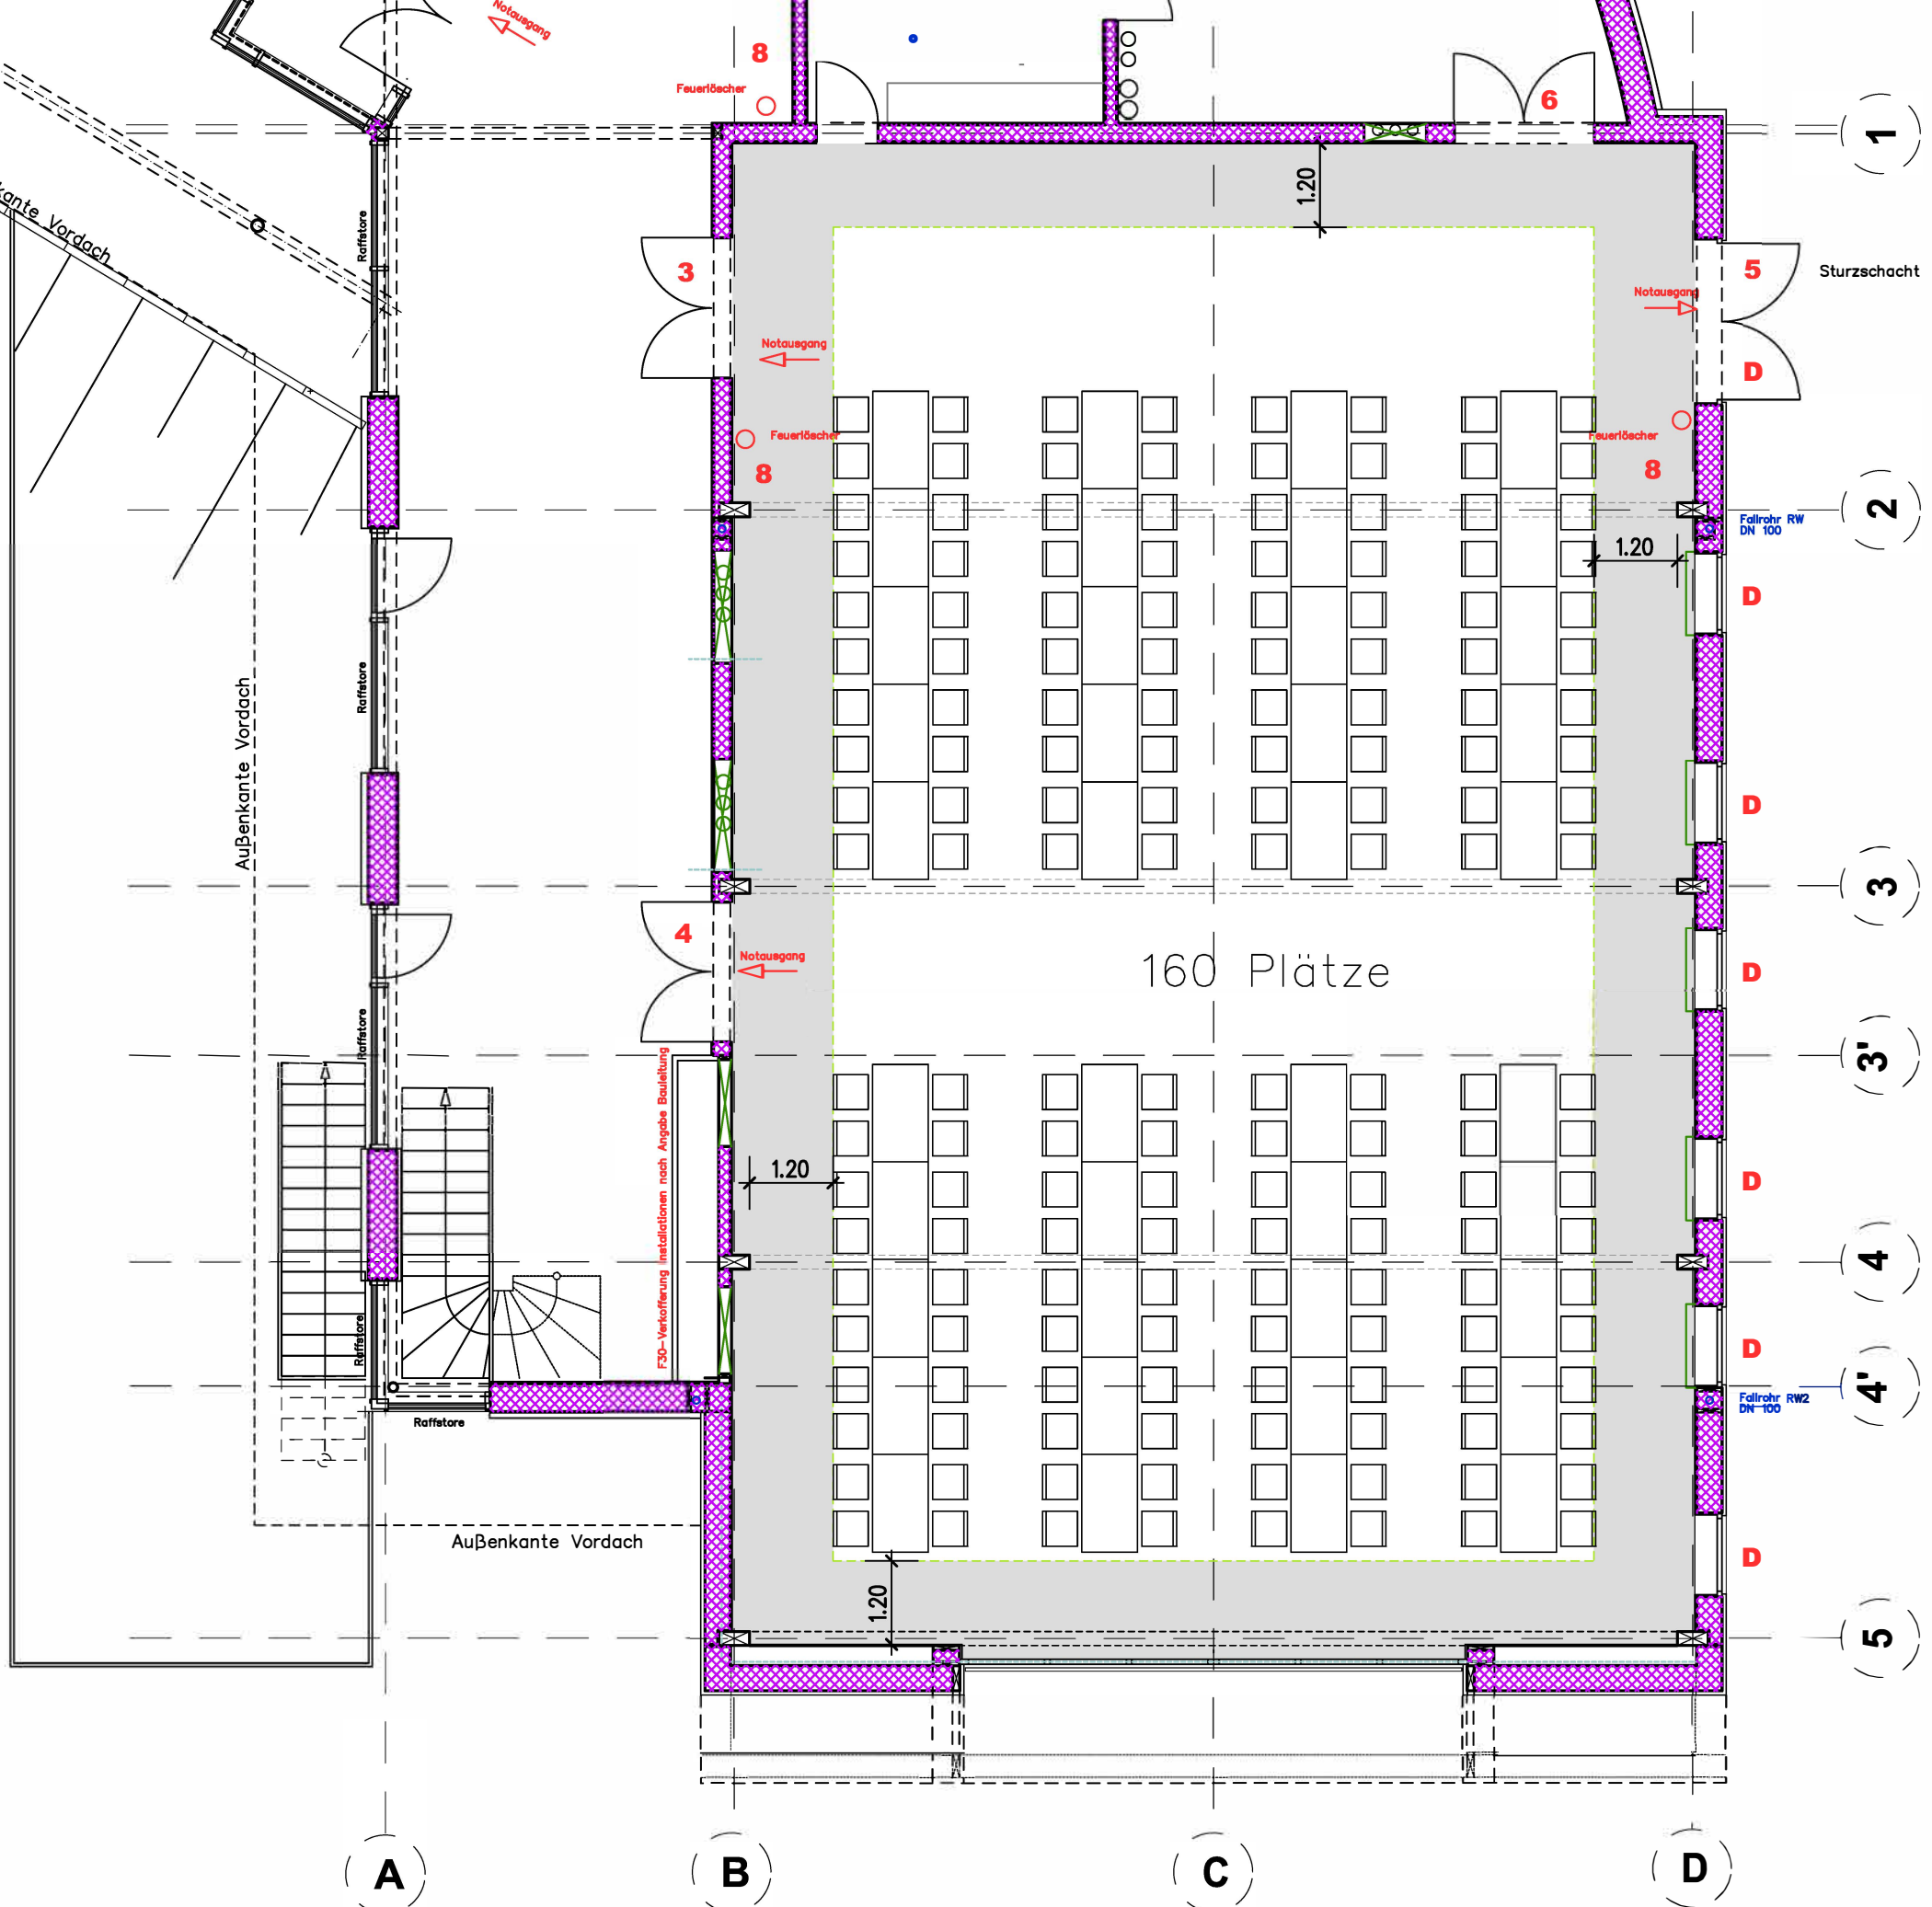 Notausgang
8
Feuerlöscher
6
1
1.20
Raffstore
kante Vordach
3
5
Sturzschacht
Notausgang
Notausgang
D
Feuerlöscher
8
Feuerlöscher
8
2
Fallrohr RW
DN 100
1.20
D
Raffstore
Außenkante Vordach
D
3
4
Notausgang
160 Plätze
D
Raffstore
3'
F30-Verkofferung Installationen nach Angabe Bauleitung
1.20
D
4
Raffstore
D
4'
Fallrohr RW2
DN 100
Raffstore
Außenkante Vordach
D
1.20
5
A
B
C
D